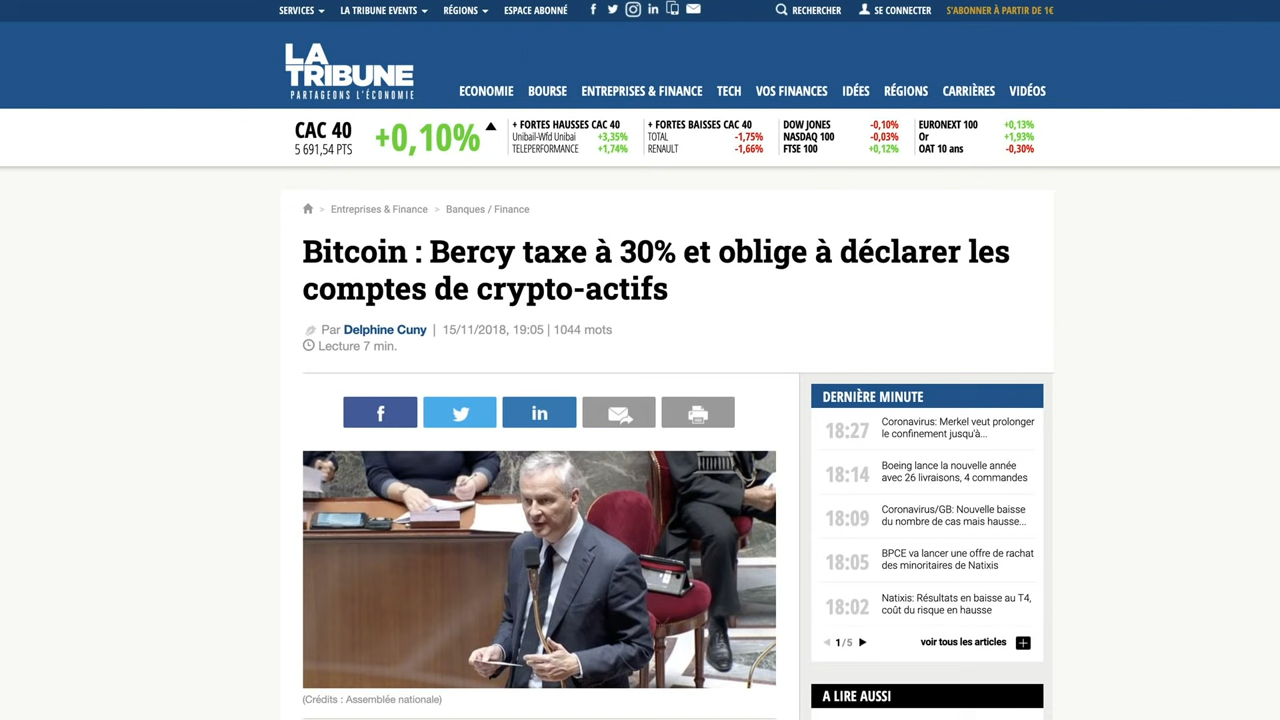 SERVICES
LA TRIBUNE EVENTS
RÉGIONS
ESPACE ABONNÉ
RECHERCHER
SE CONNECTER
S'ABONNER À PARTIR DE 1€
LA
TRIBUNE
PARTAGEONS L'ÉCONOMIE
ECONOMIE
BOURSE
ENTREPRISES & FINANCE
TECH
VOS FINANCES
IDÉES
RÉGIONS
CARRIÈRES
VIDÉOS
CAC 40
5 691,54 PTS
+0,10%
+ FORTES HAUSSES CAC 40
Unibail-Wfd Unibai +3,35%
TELEPERFORMANCE +1,74%
+ FORTES BAISSES CAC 40
TOTAL -1,75%
RENAULT -1,66%
DOW JONES -0,10%
NASDAQ 100 -0,03%
FTSE 100 +0,12%
EURONEXT 100 +0,13%
Or +1,93%
OAT 10 ans -0,30%
> Entreprises & Finance > Banques / Finance
Bitcoin : Bercy taxe à 30% et oblige à déclarer les
comptes de crypto-actifs
Par Delphine Cuny | 15/11/2018, 19:05 | 1044 mots
Lecture 7 min.
(Crédits : Assemblée nationale)
DERNIÈRE MINUTE
18:27
Coronavirus: Merkel veut prolonger
le confinement jusqu'à...
18:14
Boeing lance la nouvelle année
avec 26 livraisons, 4 commandes
18:09
Coronavirus/GB: Nouvelle baisse
du nombre de cas mais hausse...
18:05
BPCE va lancer une offre de rachat
des minoritaires de Natixis
18:02
Natixis: Résultats en baisse au T4,
coût du risque en hausse
1/5
voir tous les articles
A LIRE AUSSI